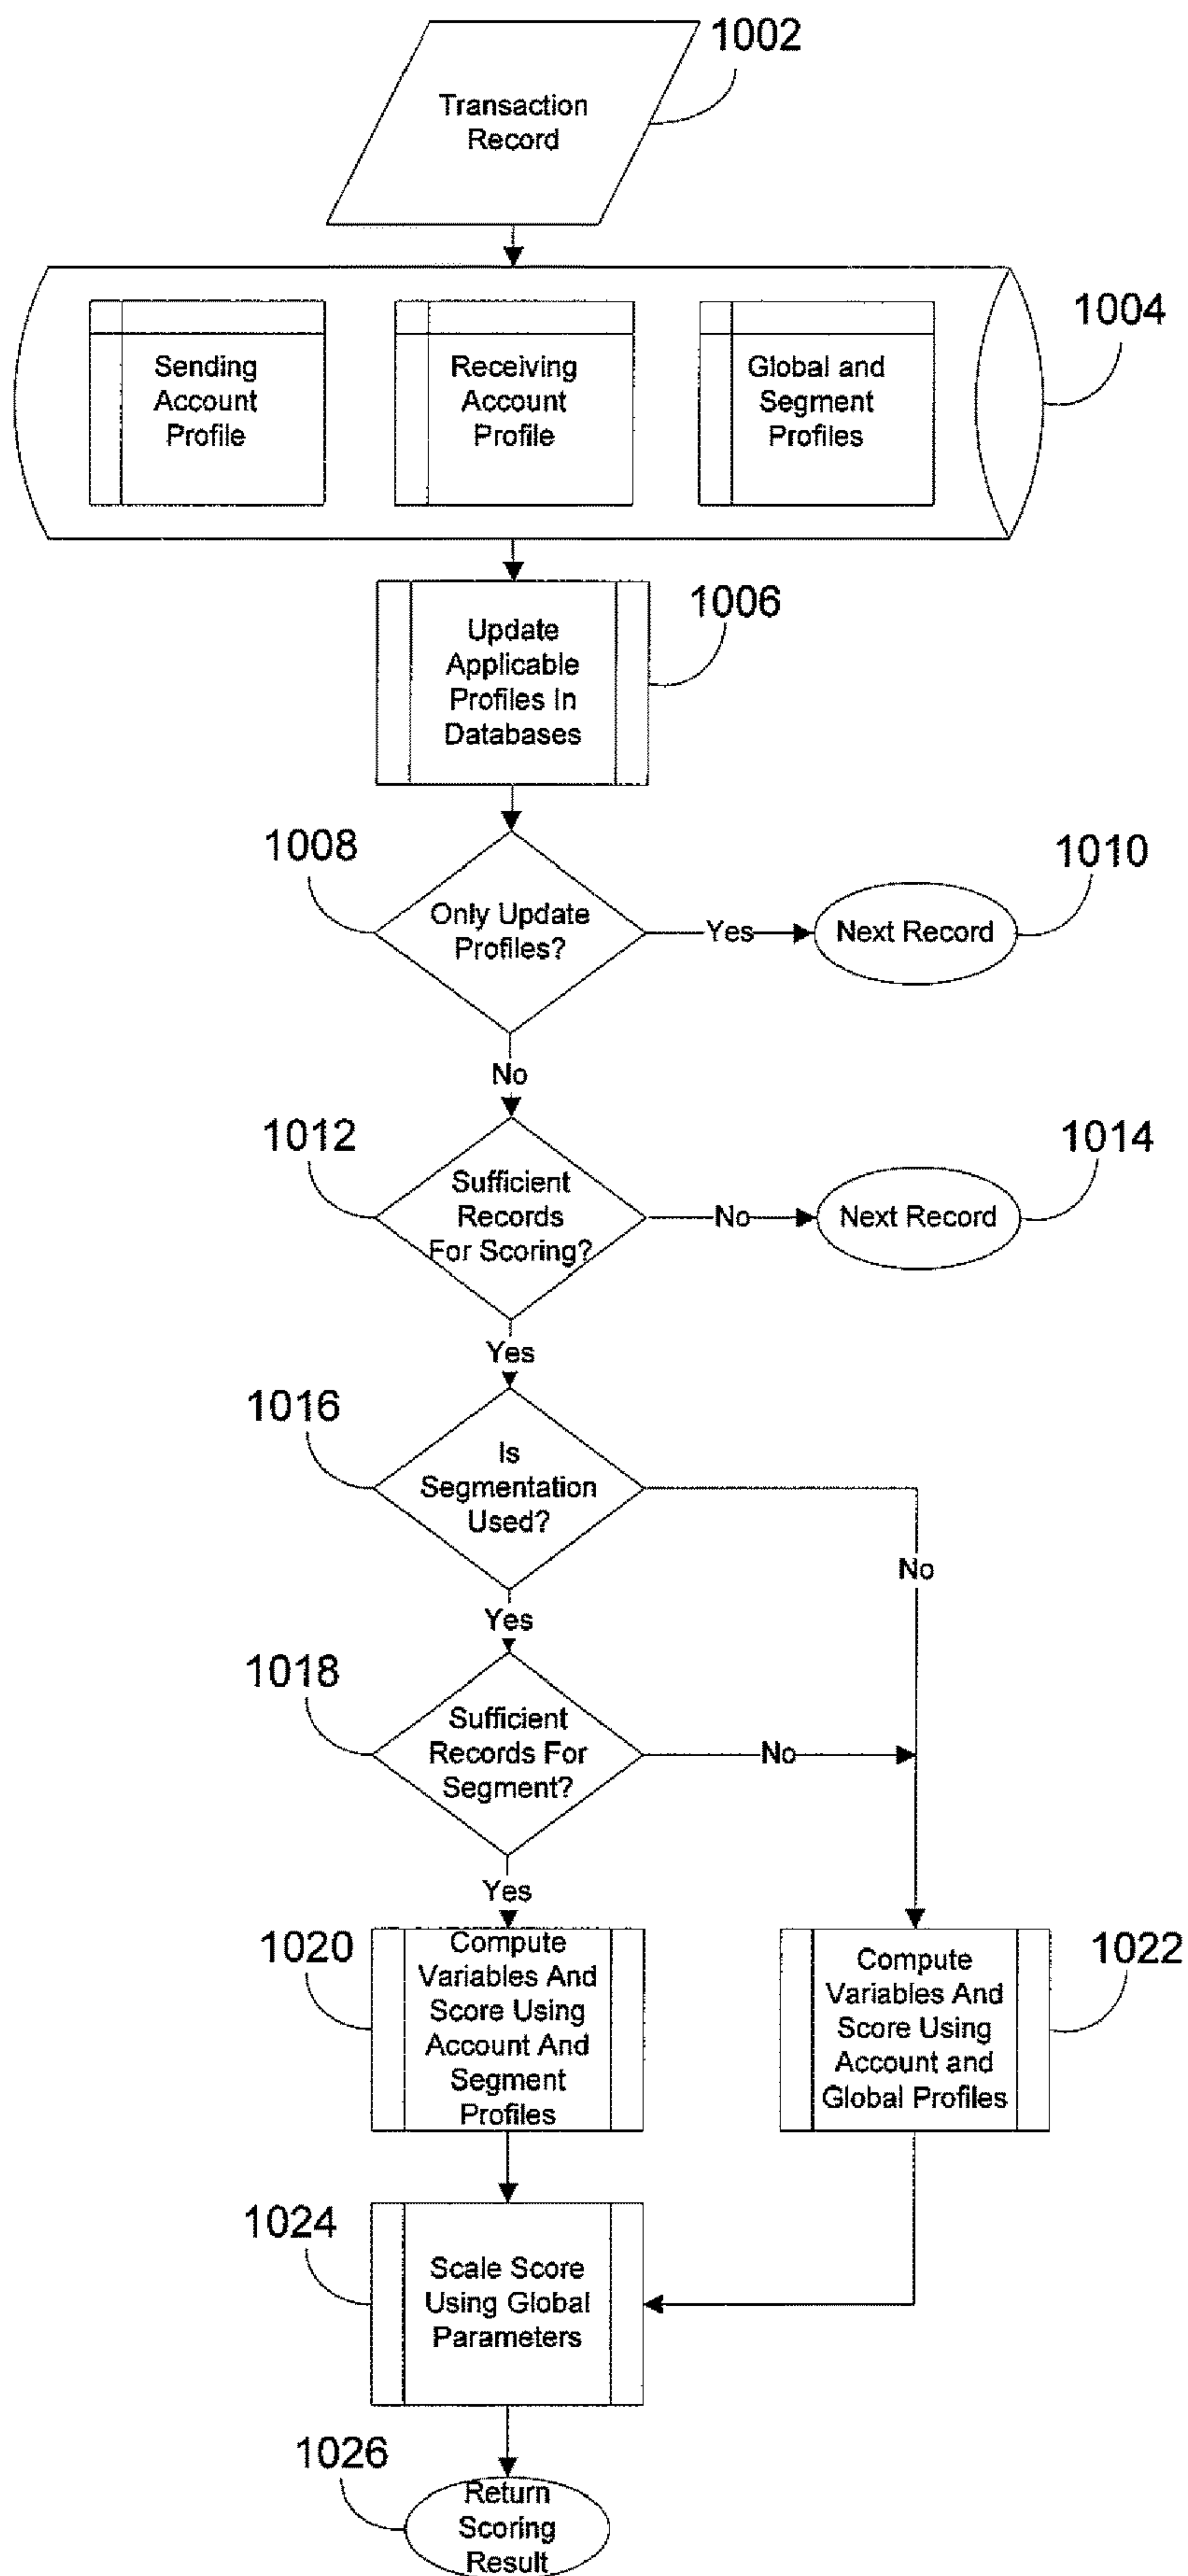 1002
Transaction
Record
1004
Sending
Account
Profile
Receiving
Account
Profile
Global and
Segment
Profiles
1006
Update
Applicable
Profiles In
Databases
1008
Only Update
Profiles?
Yes
1010
Next Record
No
1012
Sufficient
Records
For Scoring?
No
1014
Next Record
Yes
1016
Is
Segmentation
Used?
No
Yes
1018
Sufficient
Records For
Segment?
No
Yes
1020
Compute
Variables And
Score Using
Account And
Segment
Profiles
1022
Compute
Variables And
Score Using
Account and
Global Profiles
1024
Scale Score
Using Global
Parameters
1026
Return
Scoring
Result